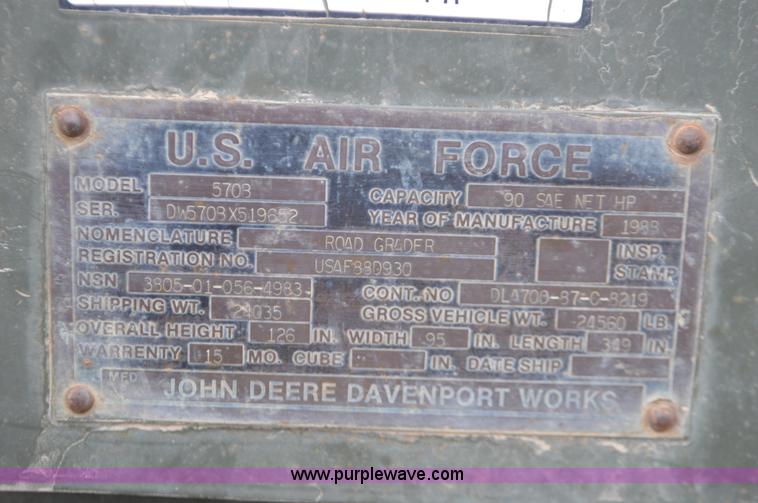 U.S. AIR FORCE
MODEL 570B CAPACITY 90 SAE NET HP
SER. DW570BX519652 YEAR OF MANUFACTURE 1988
NOMENCLATURE ROAD GRADER INSP. STAMP
REGISTRATION NO. USAF88D930
NSN 3805-01-056-4983 CONT. NO DLA700-87-C-8219
SHIPPING WT. 24035 GROSS VEHICLE WT. 24560 LB
OVERALL HEIGHT 126 IN. WIDTH 95 IN. LENGTH 349 IN
WARRENTY 15 MO. CUBE IN. DATE SHIP.
MFD JOHN DEERE DAVENPORT WORKS
www.purplewave.com